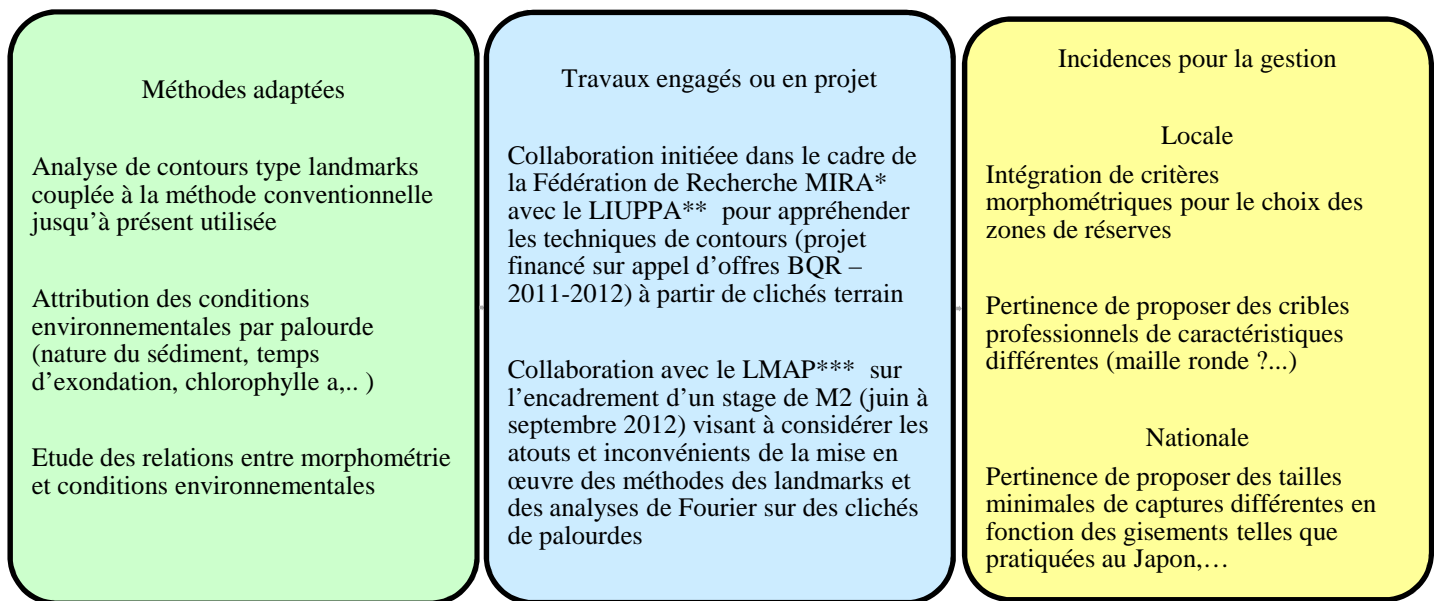 Méthodes adaptées
Analyse de contours type landmarks
couplée à la méthode conventionnelle
jusqu’à présent utilisée
Attribution des conditions
environnementales par palourde
(nature du sédiment, temps
d’exondation, chlorophylle a,.. )
Etude des relations entre morphométrie
et conditions environnementales
Travaux engagés ou en projet
Collaboration initiéee dans le cadre de
la Fédération de Recherche MIRA*
avec le LIUPPA** pour appréhender
les techniques de contours (projet
financé sur appel d’offres BQR –
2011-2012) à partir de clichés terrain
Collaboration avec le LMAP*** sur
l’encadrement d’un stage de M2 (juin à
septembre 2012) visant à considérer les
atouts et inconvénients de la mise en
œuvre des méthodes des landmarks et
des analyses de Fourier sur des clichés
de palourdes
Incidences pour la gestion
Locale
Intégration de critères
morphométriques pour le choix des
zones de réserves
Pertinence de proposer des cribles
professionnels de caractéristiques
différentes (maille ronde ?...)
Nationale
Pertinence de proposer des tailles
minimales de captures différentes en
fonction des gisements telles que
pratiquées au Japon,…